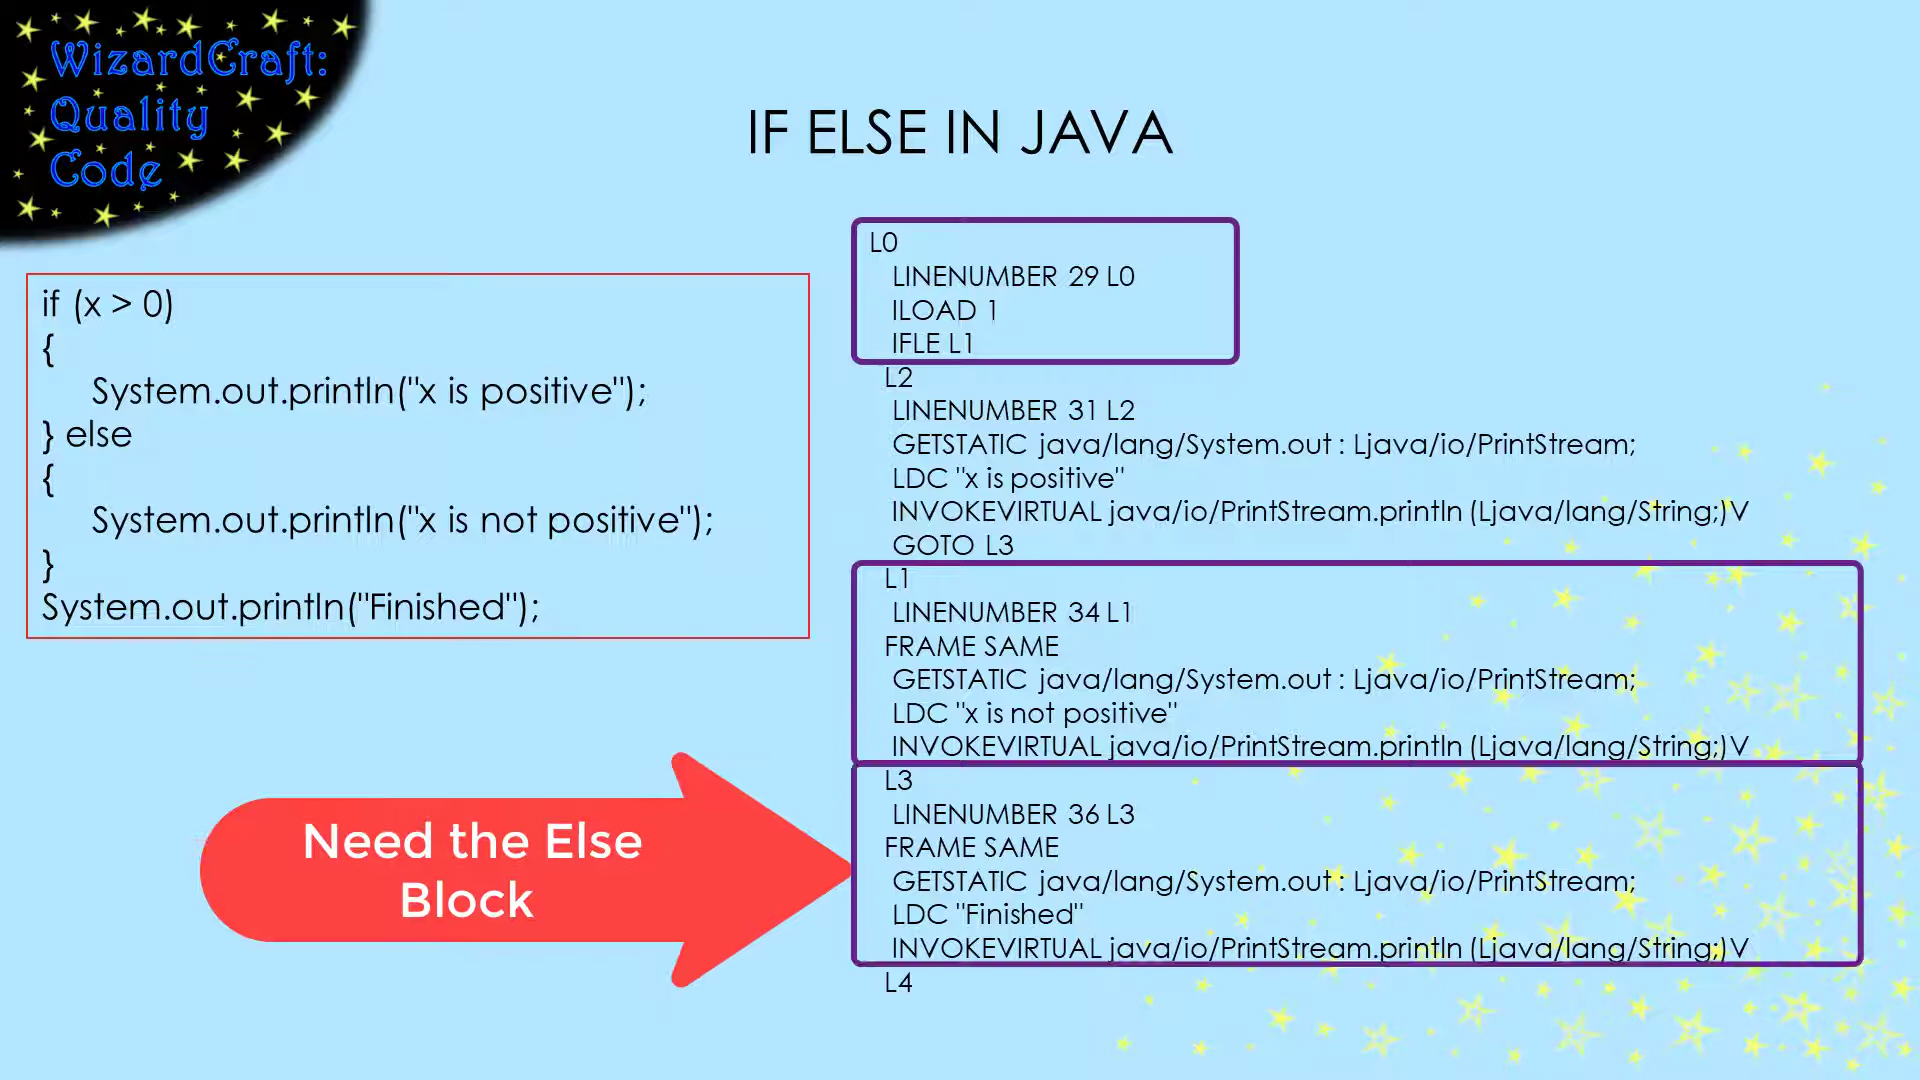 WizardCraft:
Quality
Code
IF ELSE IN JAVA
if (x > 0)
{
System.out.println("x is positive");
} else
{
System.out.println("x is not positive");
}
System.out.println("Finished");
Need the Else
Block
L0
LINENUMBER 29 L0
ILOAD 1
IFLE L1
L2
LINENUMBER 31 L2
GETSTATIC java/lang/System.out : Ljava/io/PrintStream;
LDC "x is positive"
INVOKEVIRTUAL java/io/PrintStream.println (Ljava/lang/String;)V
GOTO L3
L1
LINENUMBER 34 L1
FRAME SAME
GETSTATIC java/lang/System.out : Ljava/io/PrintStream;
LDC "x is not positive"
INVOKEVIRTUAL java/io/PrintStream.println (Ljava/lang/String;)V
L3
LINENUMBER 36 L3
FRAME SAME
GETSTATIC java/lang/System.out : Ljava/io/PrintStream;
LDC "Finished"
INVOKEVIRTUAL java/io/PrintStream.println (Ljava/lang/String;)V
L4